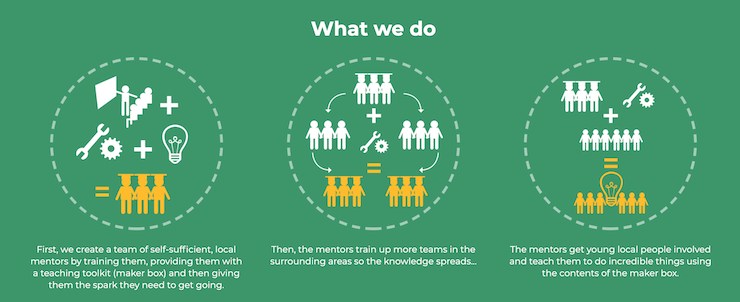 What we do
First, we create a team of self-sufficient, local
mentors by training them, providing them with
a teaching toolkit (maker box) and then giving
them the spark they need to get going.
Then, the mentors train up more teams in the
surrounding areas so the knowledge spreads...
The mentors get young local people involved
and teach them to do incredible things using
the contents of the maker box.